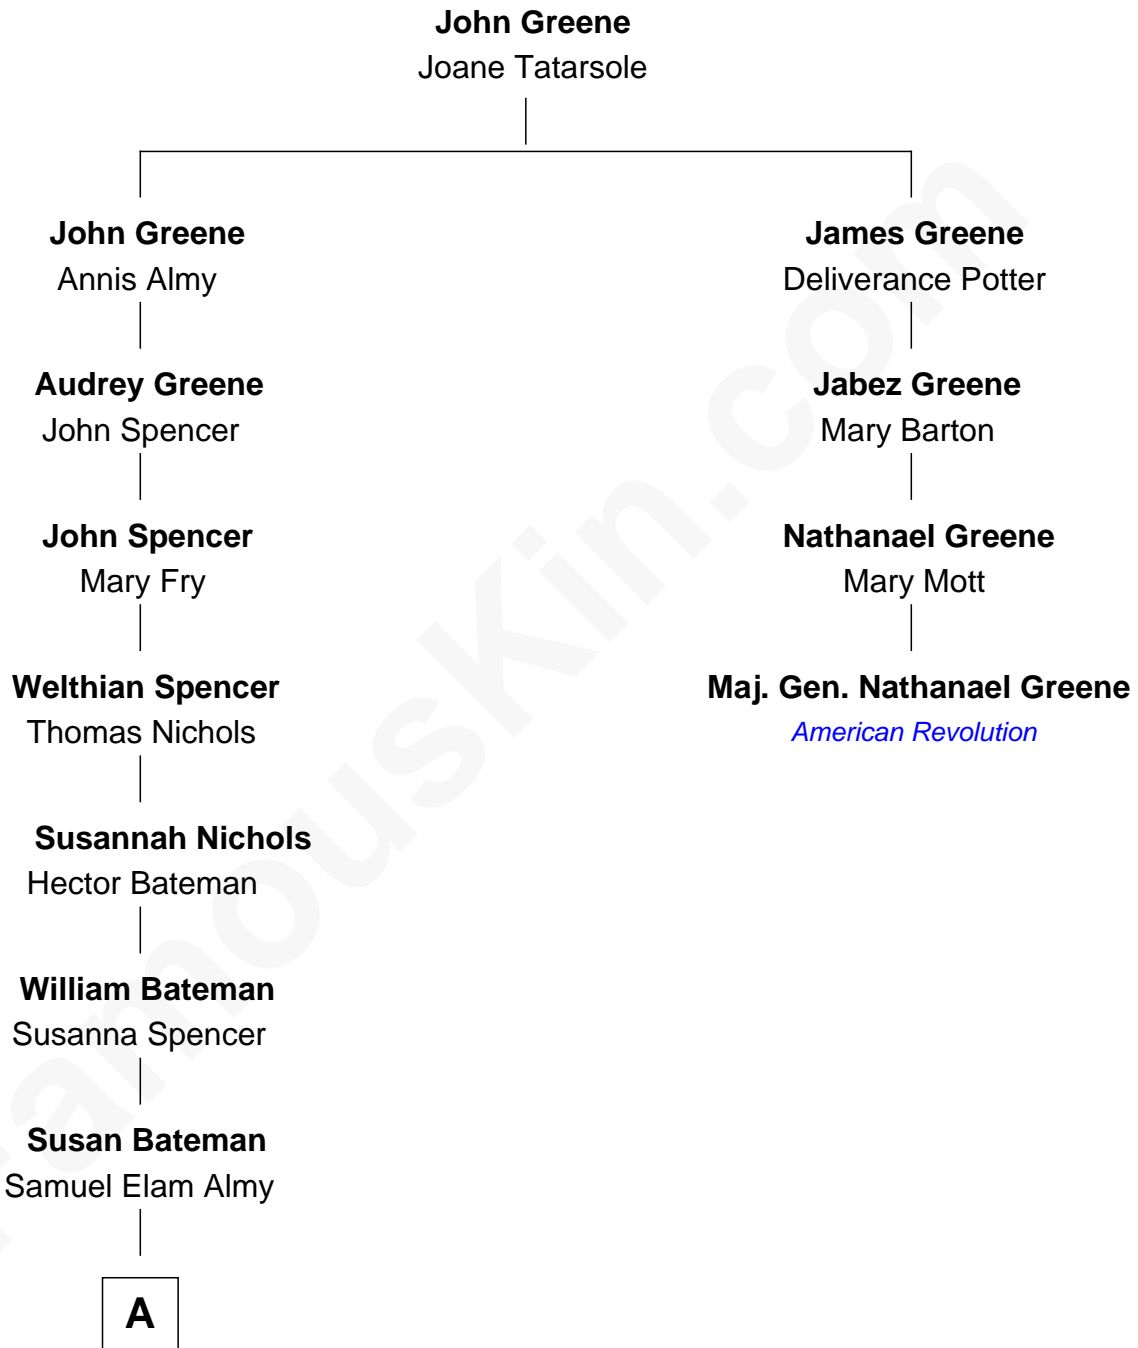 John Greene
Joane Tatarsole
John Greene
Annis Almy
James Greene
Deliverance Potter
Audrey Greene
John Spencer
Jabez Greene
Mary Barton
John Spencer
Mary Fry
Nathanael Greene
Mary Mott
Welthian Spencer
Thomas Nichols
Maj. Gen. Nathanael Greene
American Revolution
Susannah Nichols
Hector Bateman
William Bateman
Susanna Spencer
Susan Bateman
Samuel Elam Almy
A
FamousKin.com